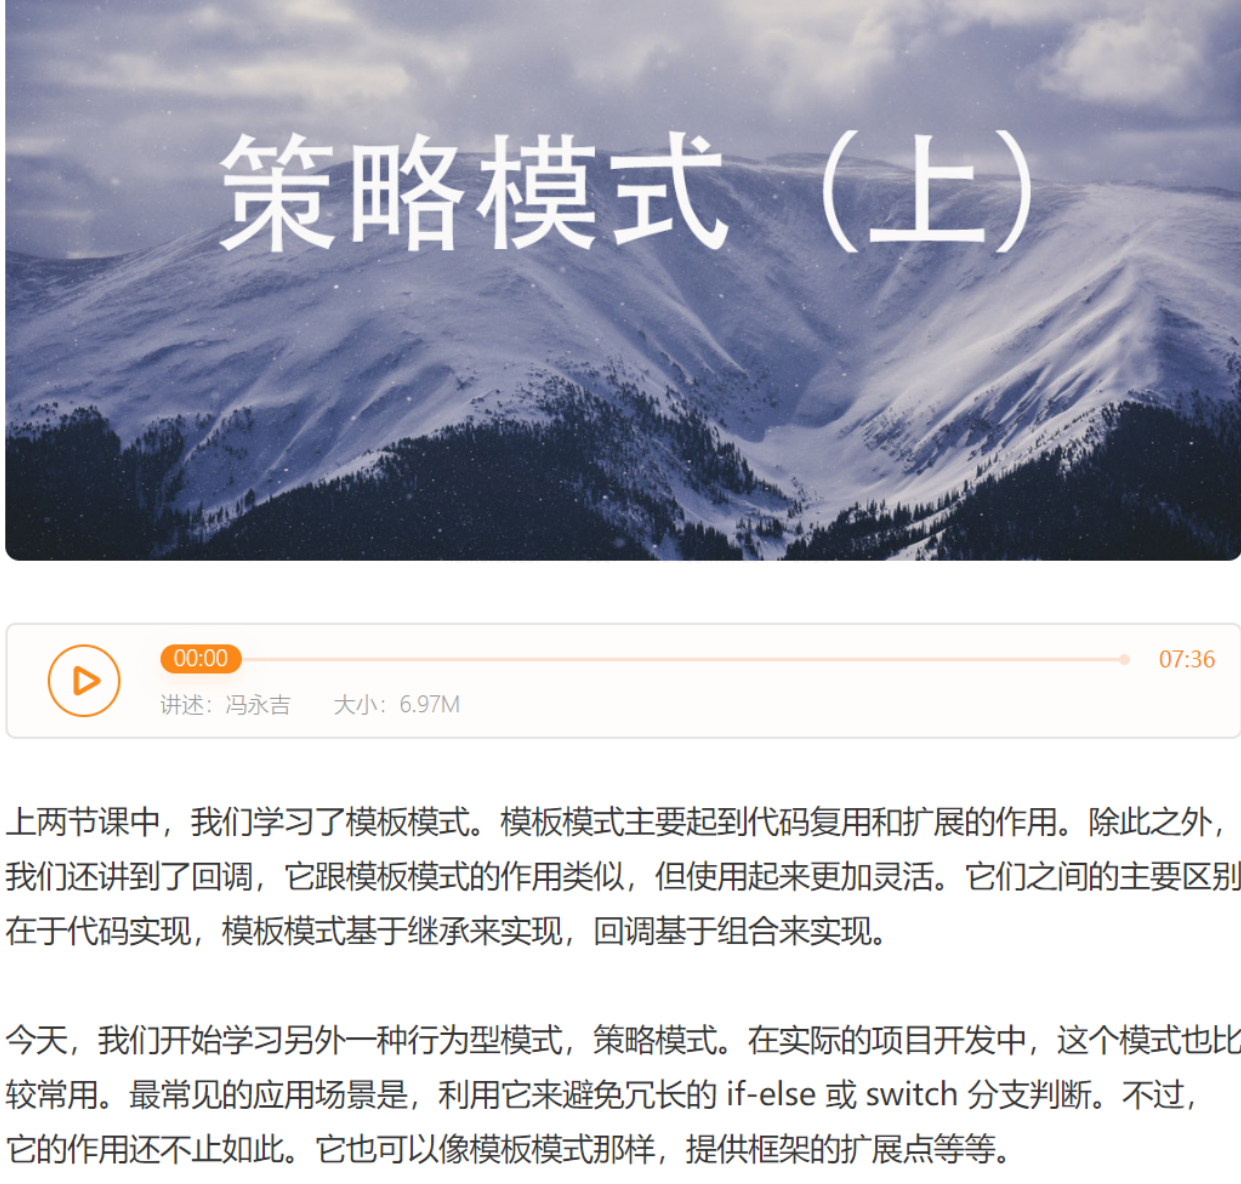 策略模式（上）
00:00
07:36
讲述：冯永吉 大小：6.97M
上两节课中，我们学习了模板模式。模板模式主要起到代码复用和扩展的作用。除此之外，
我们还讲到了回调，它跟模板模式的作用类似，但使用起来更加灵活。它们之间的主要区别
在于代码实现，模板模式基于继承来实现，回调基于组合来实现。
今天，我们开始学习另外一种行为型模式，策略模式。在实际的项目开发中，这个模式也比
较常用。最常见的应用场景是，利用它来避免冗长的 if-else 或 switch 分支判断。不过，
它的作用还不止如此。它也可以像模板模式那样，提供框架的扩展点等等。